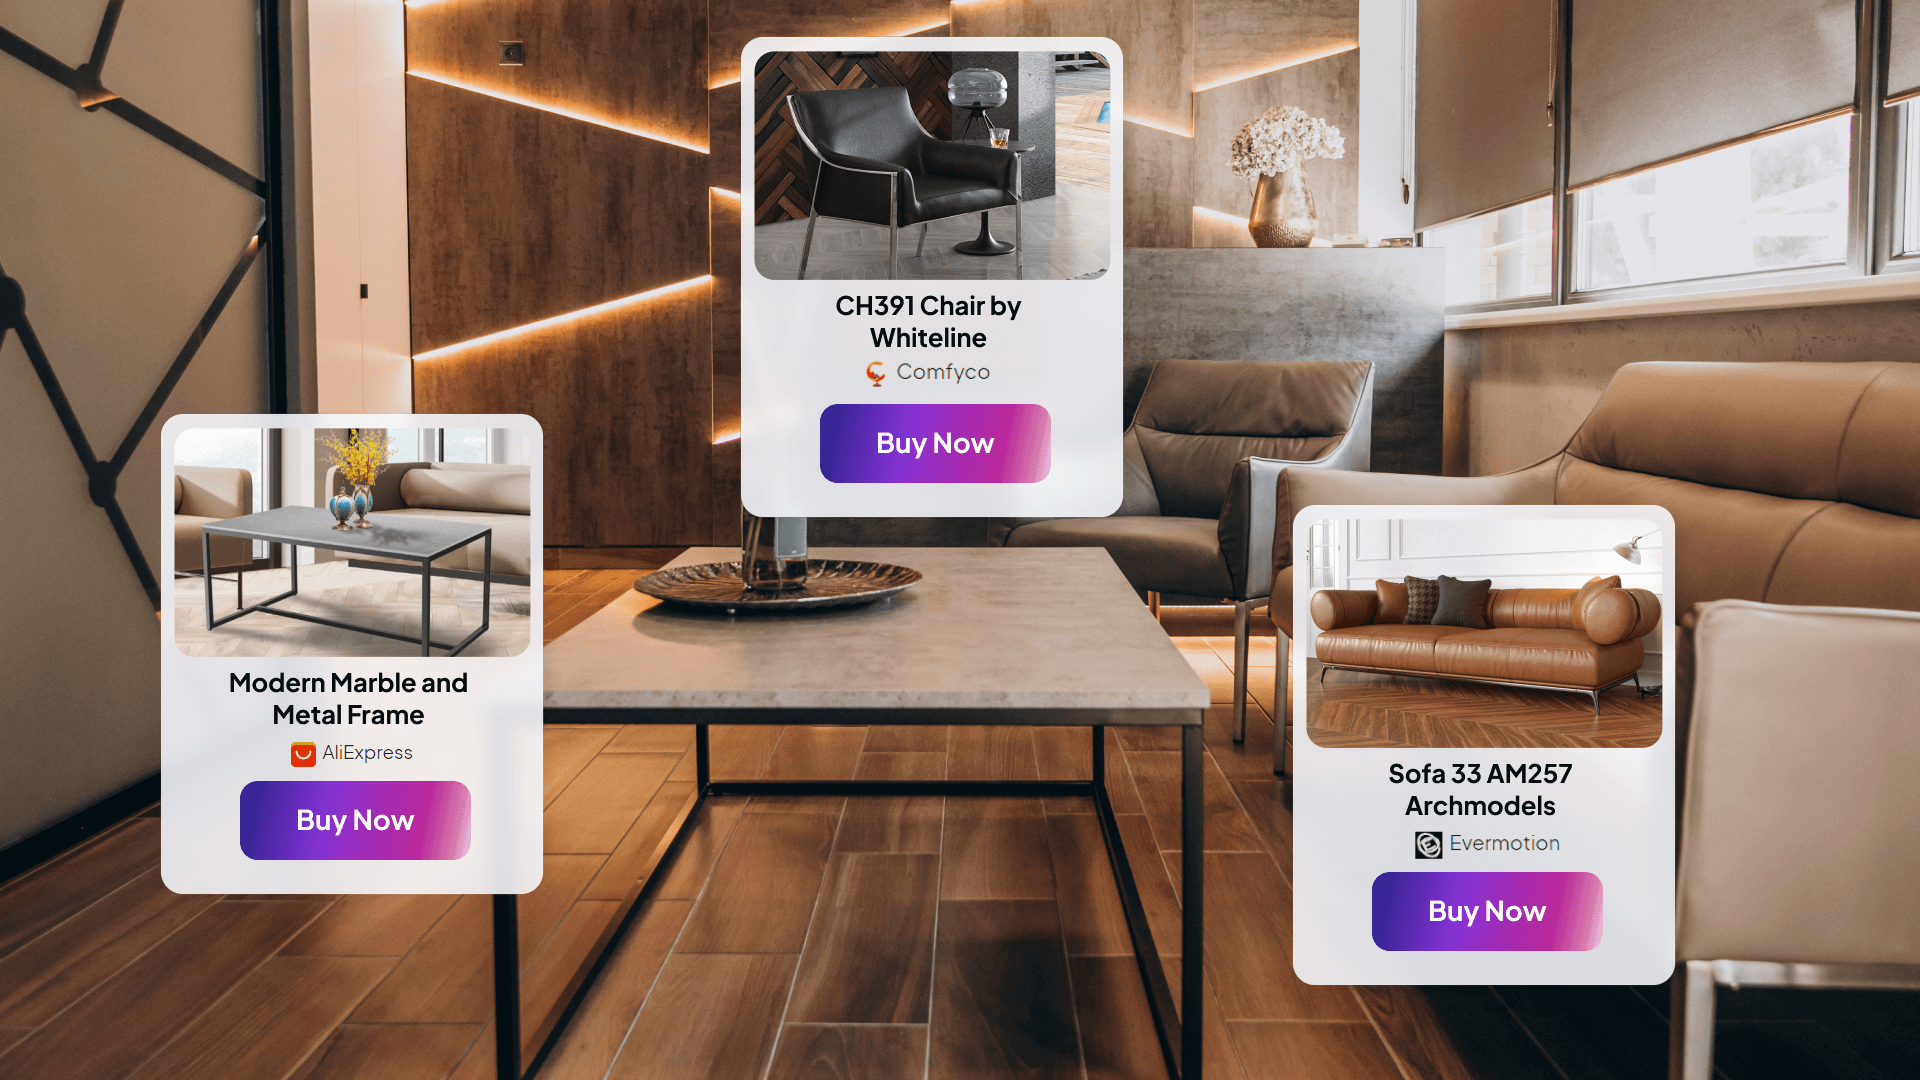 CH391 Chair by
Whiteline
Comfyco
Buy Now
Modern Marble and
Metal Frame
AliExpress
Buy Now
Sofa 33 AM257
Archmodels
Evermotion
Buy Now